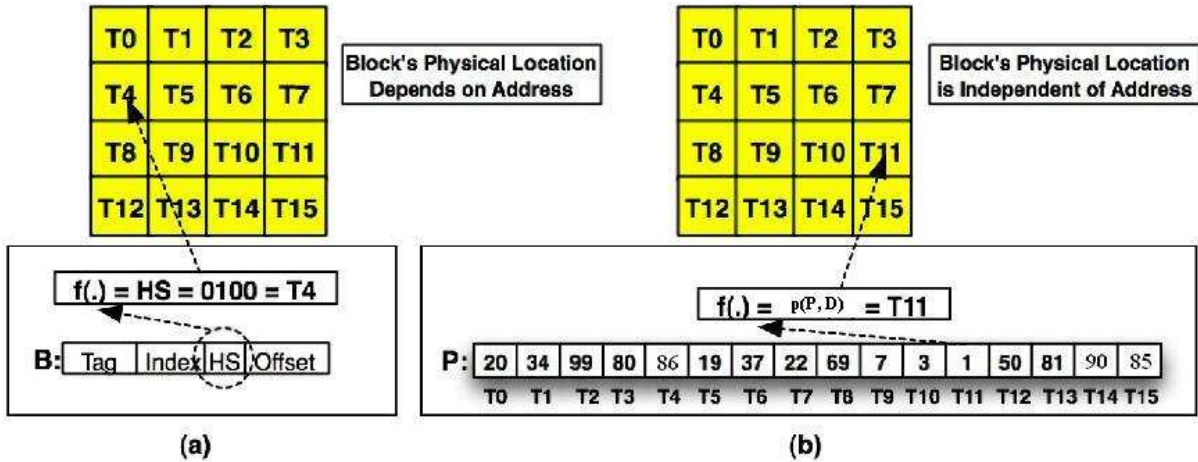 T0 T1 T2 T3
T4 T5 T6 T7
T8 T9 T10 T11
T12 T13 T14 T15
Block's Physical Location
Depends on Address
f(.) = HS = 0100 = T4
B: Tag Index HS Offset
(a)
T0 T1 T2 T3
T4 T5 T6 T7
T8 T9 T10 T11
T12 T13 T14 T15
Block's Physical Location
is Independent of Address
f(.) = p(P, D) = T11
P: 20 34 99 80 86 19 37 22 69 7 3 1 50 81 90 85
T0 T1 T2 T3 T4 T5 T6 T7 T8 T9 T10 T11 T12 T13 T14 T15
(b)